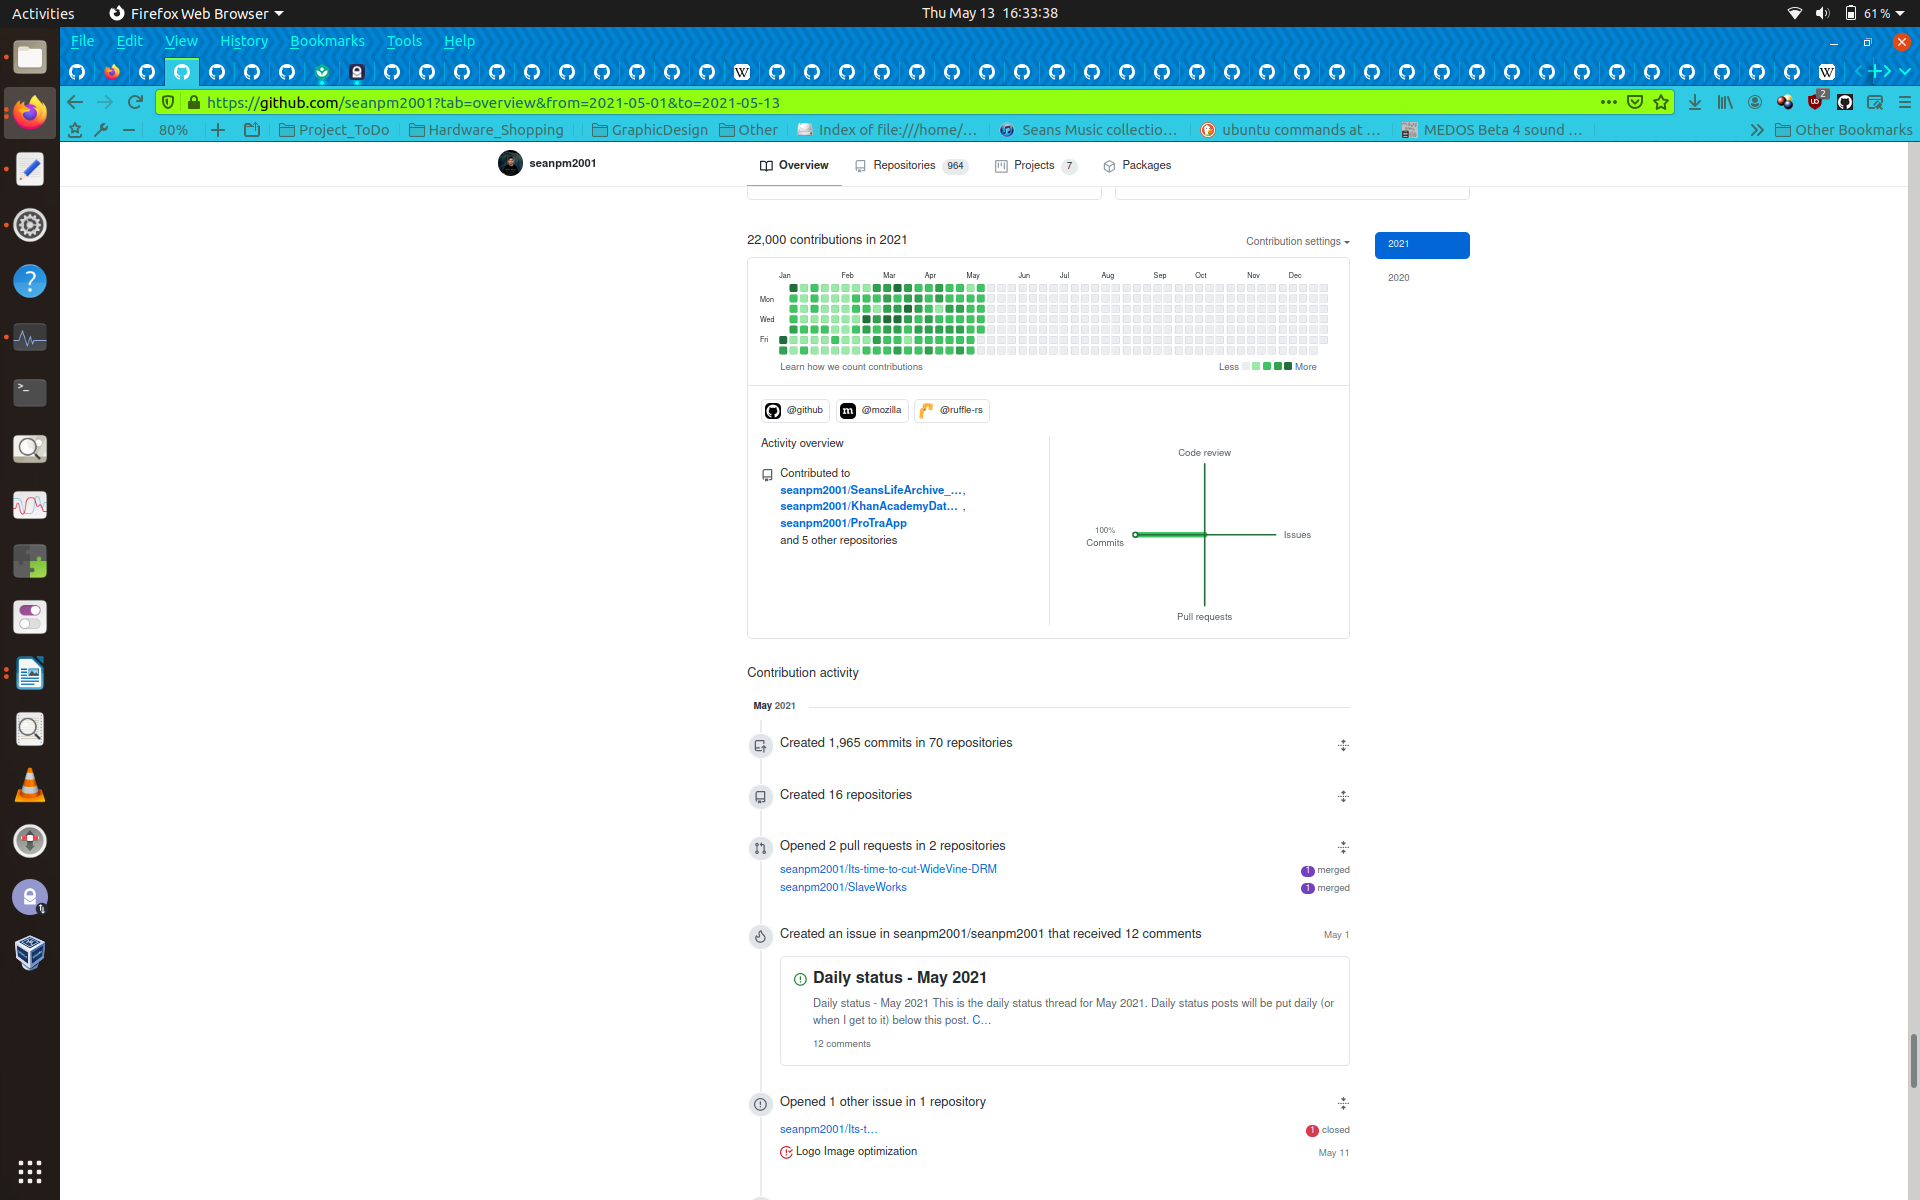 Activities
Firefox Web Browser
Thu May 13 16:33:38
61 %
File Edit View History Bookmarks Tools Help
https://github.com/seanpm2001?tab=overview&from=2021-05-01&to=2021-05-13
2
80%
Project_ToDo
Hardware_Shopping
GraphicDesign
Other
Index of file:///home/...
Seans Music collectio...
ubuntu commands at ...
MEDOS Beta 4 sound ...
Other Bookmarks
seanpm2001
Overview
Repositories 964
Projects 7
Packages
22,000 contributions in 2021
Contribution settings
2021
2020
Jan Feb Mar Apr May Jun Jul Aug Sep Oct Nov Dec
Mon
Wed
Fri
Learn how we count contributions
Less More
@github
@mozilla
@ruffle-rs
Activity overview
Contributed to
seanpm2001/SeansLifeArchive_...,
seanpm2001/KhanAcademyDat... ,
seanpm2001/ProTraApp
and 5 other repositories
Code review
100%
Commits
Issues
Pull requests
Contribution activity
May 2021
Created 1,965 commits in 70 repositories
Created 16 repositories
Opened 2 pull requests in 2 repositories
seanpm2001/Its-time-to-cut-WideVine-DRM
1 merged
seanpm2001/SlaveWorks
1 merged
Created an issue in seanpm2001/seanpm2001 that received 12 comments
May 1
Daily status - May 2021
Daily status - May 2021 This is the daily status thread for May 2021. Daily status posts will be put daily (or
when I get to it) below this post. C...
12 comments
Opened 1 other issue in 1 repository
seanpm2001/Its-t...
1 closed
Logo Image optimization
May 11